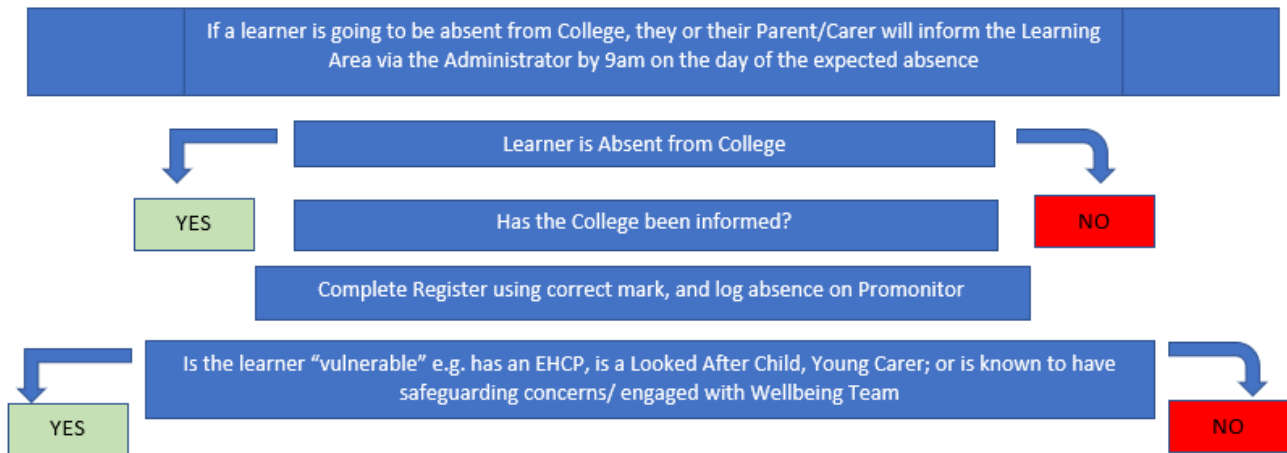 If a learner is going to be absent from College, they or their Parent/Carer will inform the Learning
Area via the Administrator by 9am on the day of the expected absence
Learner is Absent from College
YES
Has the College been informed?
NO
Complete Register using correct mark, and log absence on Promonitor
Is the learner “vulnerable” e.g. has an EHCP, is a Looked After Child, Young Carer; or is known to have
safeguarding concerns/ engaged with Wellbeing Team
YES
NO